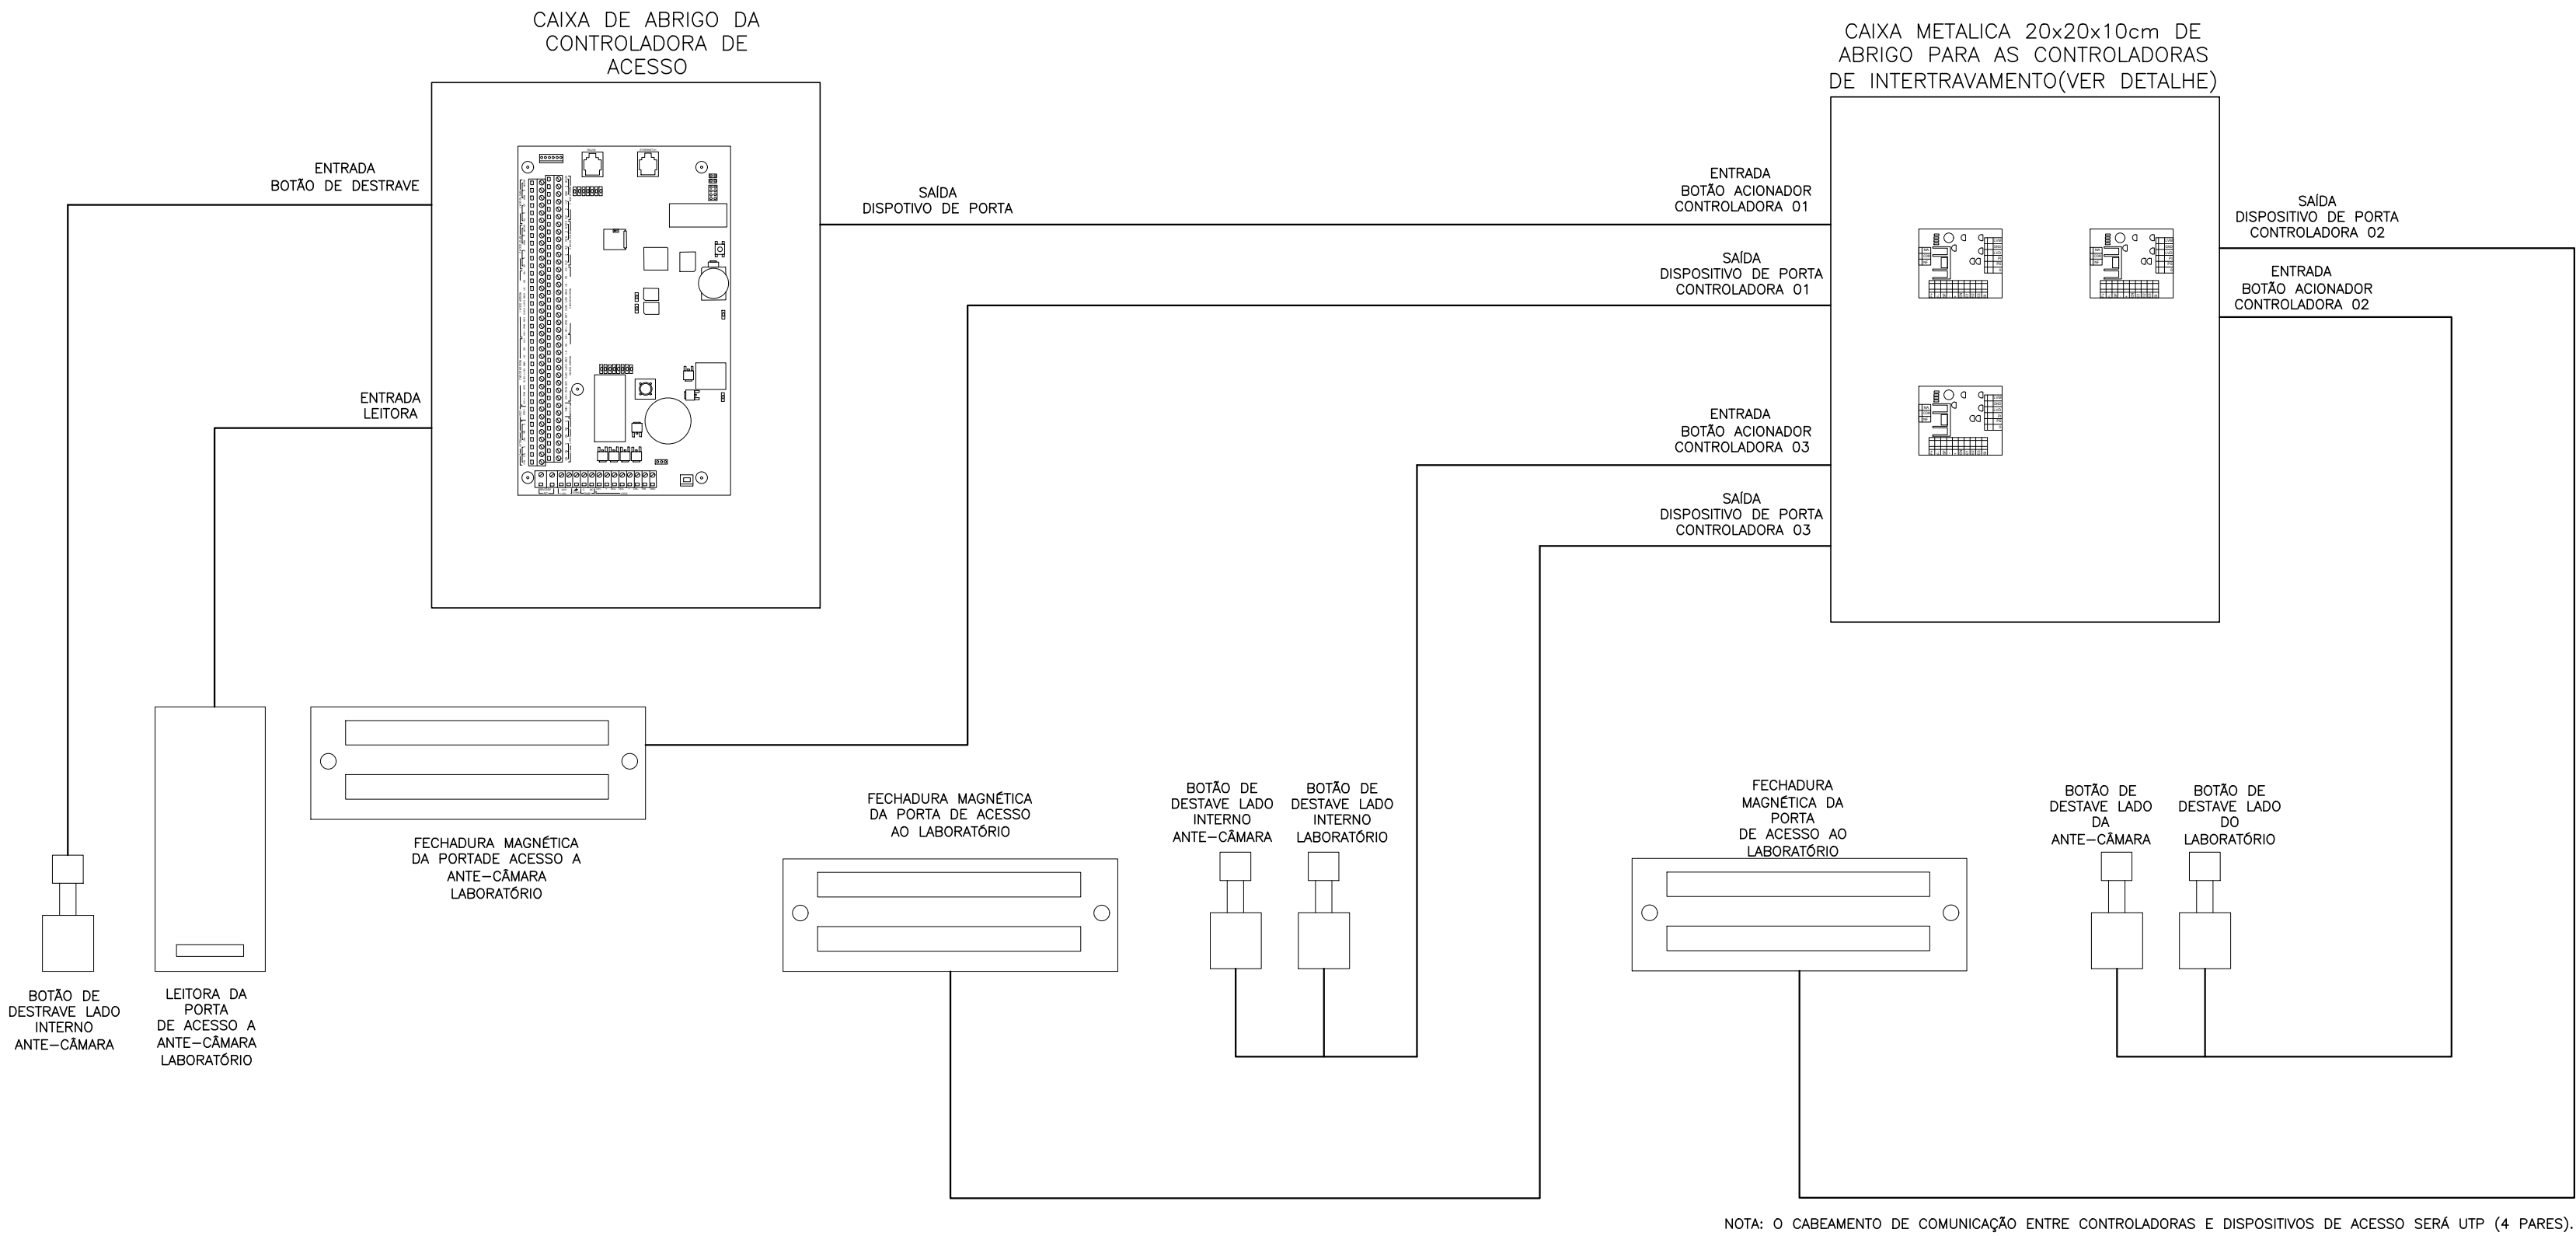 CAIXA DE ABRIGO DA
CONTROLADORA DE
ACESSO
CAIXA METALICA 20x20x10cm DE
ABRIGO PARA AS CONTROLADORAS
DE INTERTRAVAMENTO(VER DETALHE)
ENTRADA
BOTÃO DE DESTRAVE
SAÍDA
DISPOTIVO DE PORTA
ENTRADA
BOTÃO ACIONADOR
CONTROLADORA 01
SAÍDA
DISPOSITIVO DE PORTA
CONTROLADORA 02
SAÍDA
DISPOSITIVO DE PORTA
CONTROLADORA 01
ENTRADA
BOTÃO ACIONADOR
CONTROLADORA 02
ENTRADA
LEITORA
ENTRADA
BOTÃO ACIONADOR
CONTROLADORA 03
SAÍDA
DISPOSITIVO DE PORTA
CONTROLADORA 03
FECHADURA MAGNÉTICA
DA PORTADE ACESSO A
ANTE-CÂMARA
LABORATÓRIO
FECHADURA MAGNÉTICA
DA PORTA DE ACESSO
AO LABORATÓRIO
BOTÃO DE
DESTAVE LADO
INTERNO
ANTE-CÂMARA
BOTÃO DE
DESTAVE LADO
INTERNO
LABORATÓRIO
FECHADURA
MAGNÉTICA DA
PORTA
DE ACESSO AO
LABORATÓRIO
BOTÃO DE
DESTAVE LADO
DA
ANTE-CÂMARA
BOTÃO DE
DESTAVE LADO
DO
LABORATÓRIO
BOTÃO DE
DESTRAVE LADO
INTERNO
ANTE-CÂMARA
LEITORA DA
PORTA
DE ACESSO A
ANTE-CÂMARA
LABORATÓRIO
NOTA: O CABEAMENTO DE COMUNICAÇÃO ENTRE CONTROLADORAS E DISPOSITIVOS DE ACESSO SERÁ UTP (4 PARES).